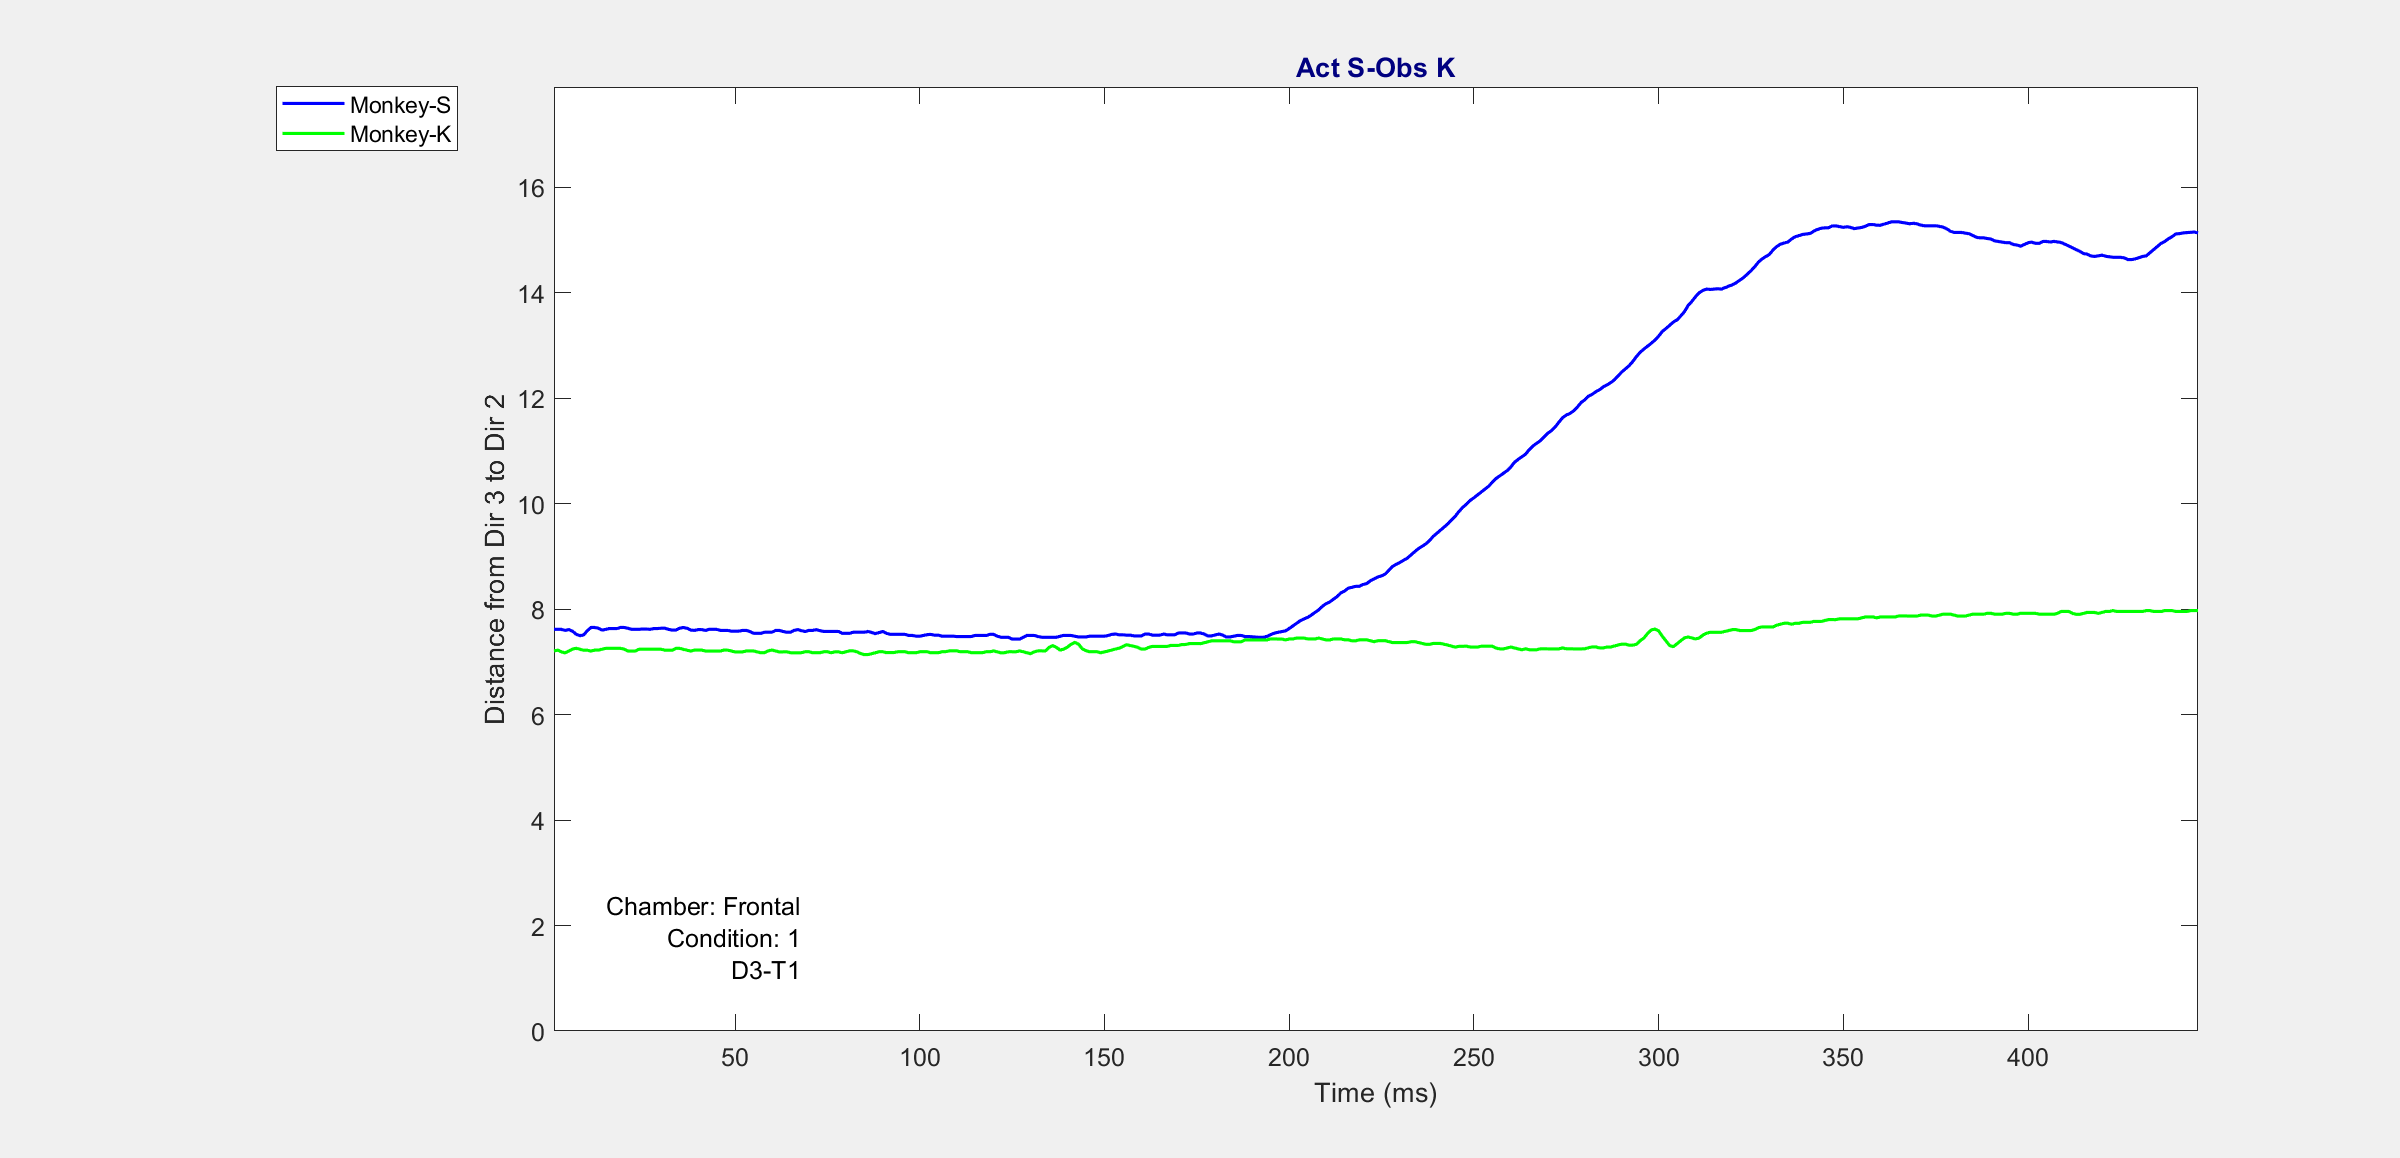 Act S-Obs K
Monkey-S
Monkey-K
Distance from Dir 3 to Dir 2
16
14
12
10
8
6
4
2
0
Chamber: Frontal
Condition: 1
D3-T1
50 100 150 200 250 300 350 400
Time (ms)